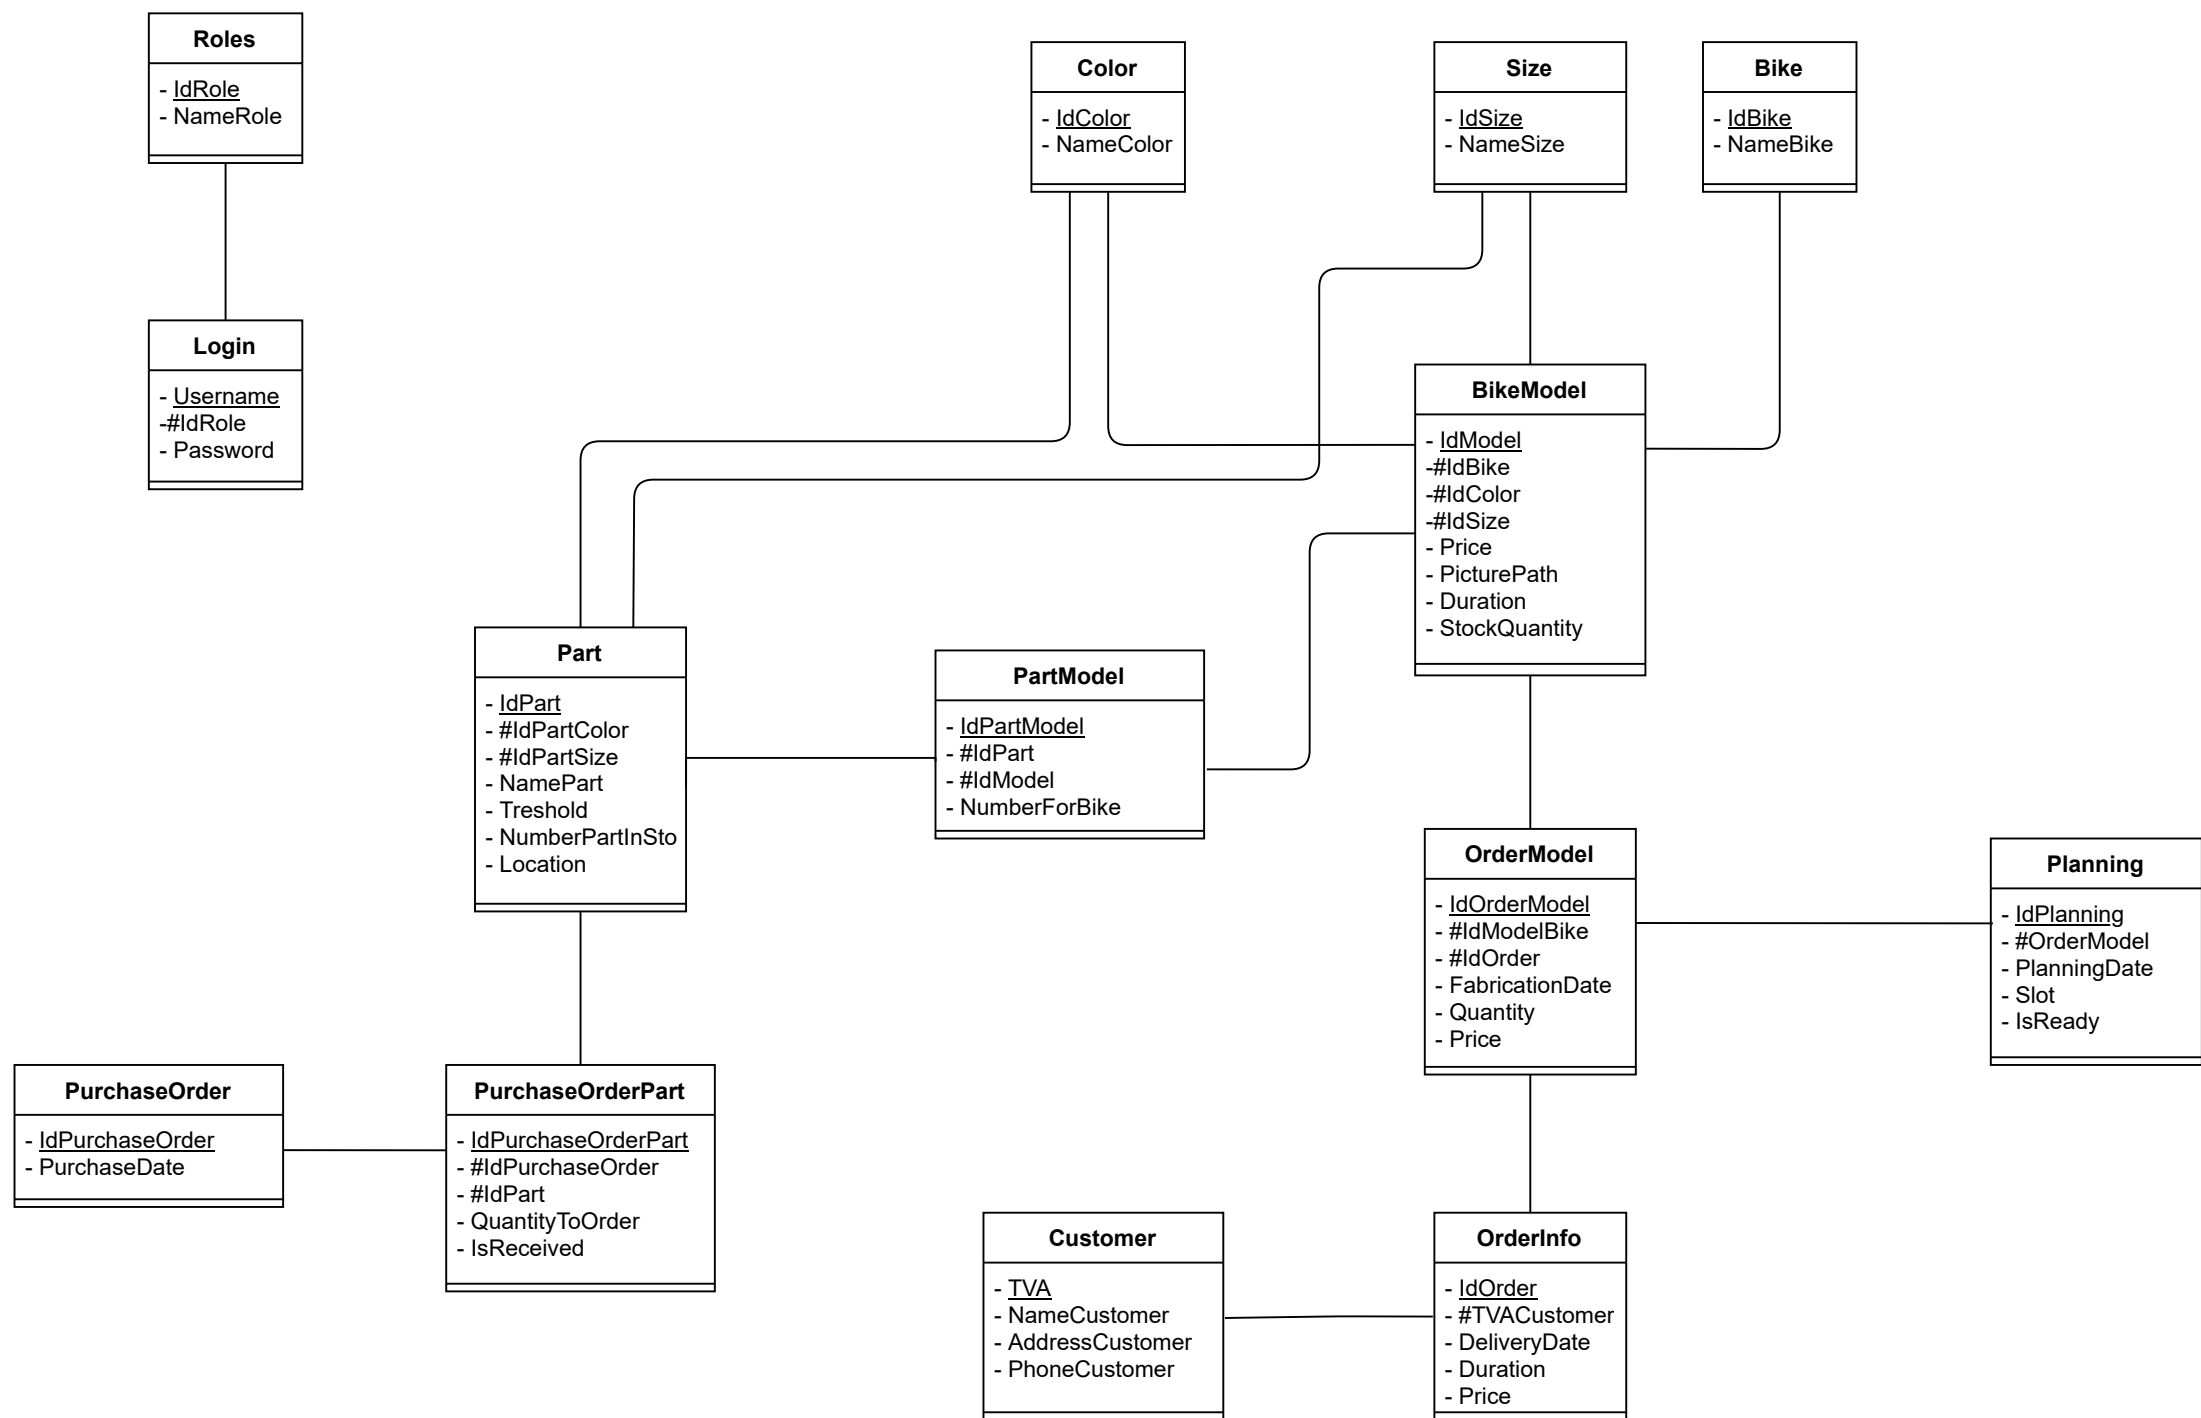 Roles
- IdRole
- NameRole
Login
- Username
-#IdRole
- Password
Color
- IdColor
- NameColor
Size
- IdSize
- NameSize
Bike
- IdBike
- NameBike
BikeModel
- IdModel
-#IdBike
-#IdColor
-#IdSize
- Price
- PicturePath
- Duration
- StockQuantity
Part
- IdPart
- #IdPartColor
- #IdPartSize
- NamePart
- Treshold
- NumberPartInSto
- Location
PartModel
- IdPartModel
- #IdPart
- #IdModel
- NumberForBike
OrderModel
- IdOrderModel
- #IdModelBike
- #IdOrder
- FabricationDate
- Quantity
- Price
Planning
- IdPlanning
- #OrderModel
- PlanningDate
- Slot
- IsReady
PurchaseOrder
- IdPurchaseOrder
- PurchaseDate
PurchaseOrderPart
- IdPurchaseOrderPart
- #IdPurchaseOrder
- #IdPart
- QuantityToOrder
- IsReceived
Customer
- TVA
- NameCustomer
- AddressCustomer
- PhoneCustomer
OrderInfo
- IdOrder
- #TVACustomer
- DeliveryDate
- Duration
- Price